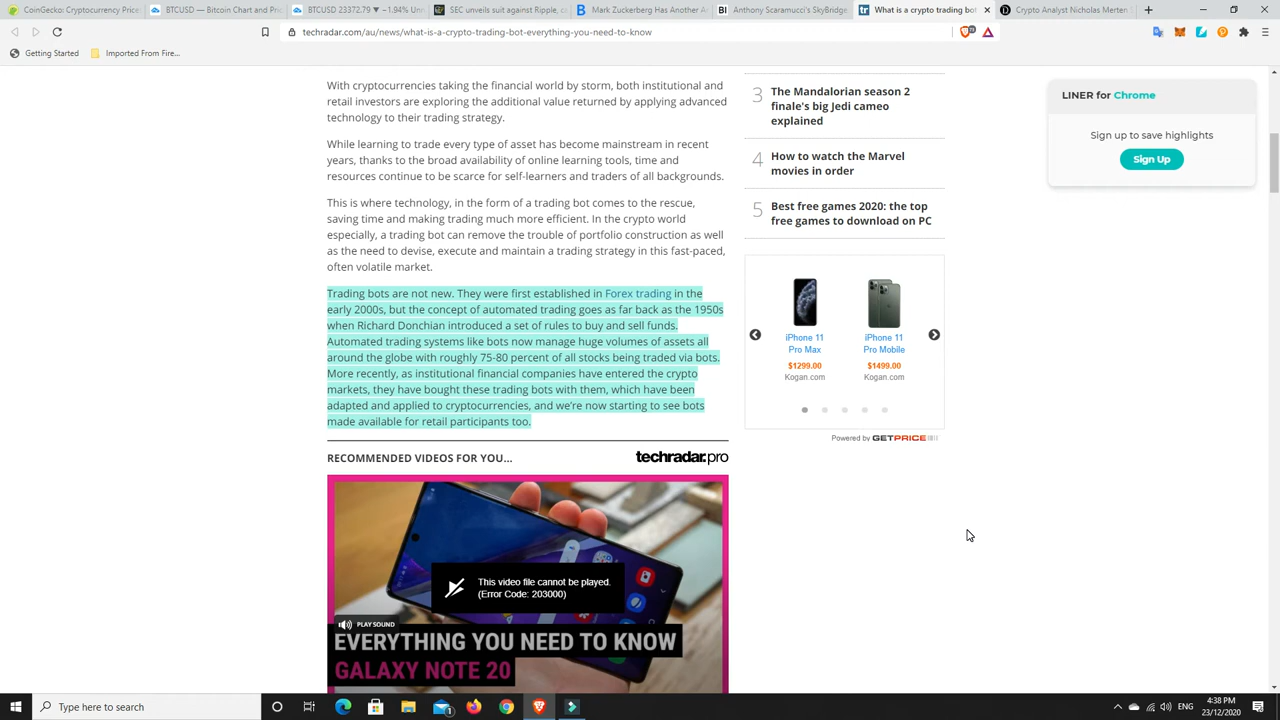 CoinGecko: Cryptocurrency Price
BTCUSD — Bitcoin Chart and Pric
BTCUSD 23372.79 ▼ −1.94% Unn
SEC unveils suit against Ripple, ca
Mark Zuckerberg Has Another A
Anthony Scaramucci's SkyBridge
What is a crypto trading bot
Crypto Analyst Nicholas Merten
techradar.com/au/news/what-is-a-crypto-trading-bot-everything-you-need-to-know
Getting Started
Imported From Fire...
With cryptocurrencies taking the financial world by storm, both institutional and
retail investors are exploring the additional value returned by applying advanced
technology to their trading strategy.
While learning to trade every type of asset has become mainstream in recent
years, thanks to the broad availability of online learning tools, time and
resources continue to be scarce for self-learners and traders of all backgrounds.
This is where technology, in the form of a trading bot comes to the rescue,
saving time and making trading much more efficient. In the crypto world
especially, a trading bot can remove the trouble of portfolio construction as well
as the need to devise, execute and maintain a trading strategy in this fast-paced,
often volatile market.
Trading bots are not new. They were first established in Forex trading in the
early 2000s, but the concept of automated trading goes as far back as the 1950s
when Richard Donchian introduced a set of rules to buy and sell funds.
Automated trading systems like bots now manage huge volumes of assets all
around the globe with roughly 75-80 percent of all stocks being traded via bots.
More recently, as institutional financial companies have entered the crypto
markets, they have bought these trading bots with them, which have been
adapted and applied to cryptocurrencies, and we're now starting to see bots
made available for retail participants too.
RECOMMENDED VIDEOS FOR YOU...
techradar.pro
This video file cannot be played.
(Error Code: 203000)
PLAY SOUND
EVERYTHING YOU NEED TO KNOW
GALAXY NOTE 20
3
The Mandalorian season 2
finale's big Jedi cameo
explained
4
How to watch the Marvel
movies in order
5
Best free games 2020: the top
free games to download on PC
iPhone 11
Pro Max
$1299.00
Kogan.com
iPhone 11
Pro Mobile
$1499.00
Kogan.com
Powered by GETPRICE
LINER for Chrome
Sign up to save highlights
Sign Up
Type here to search
1
ENG
4:38 PM
23/12/2020